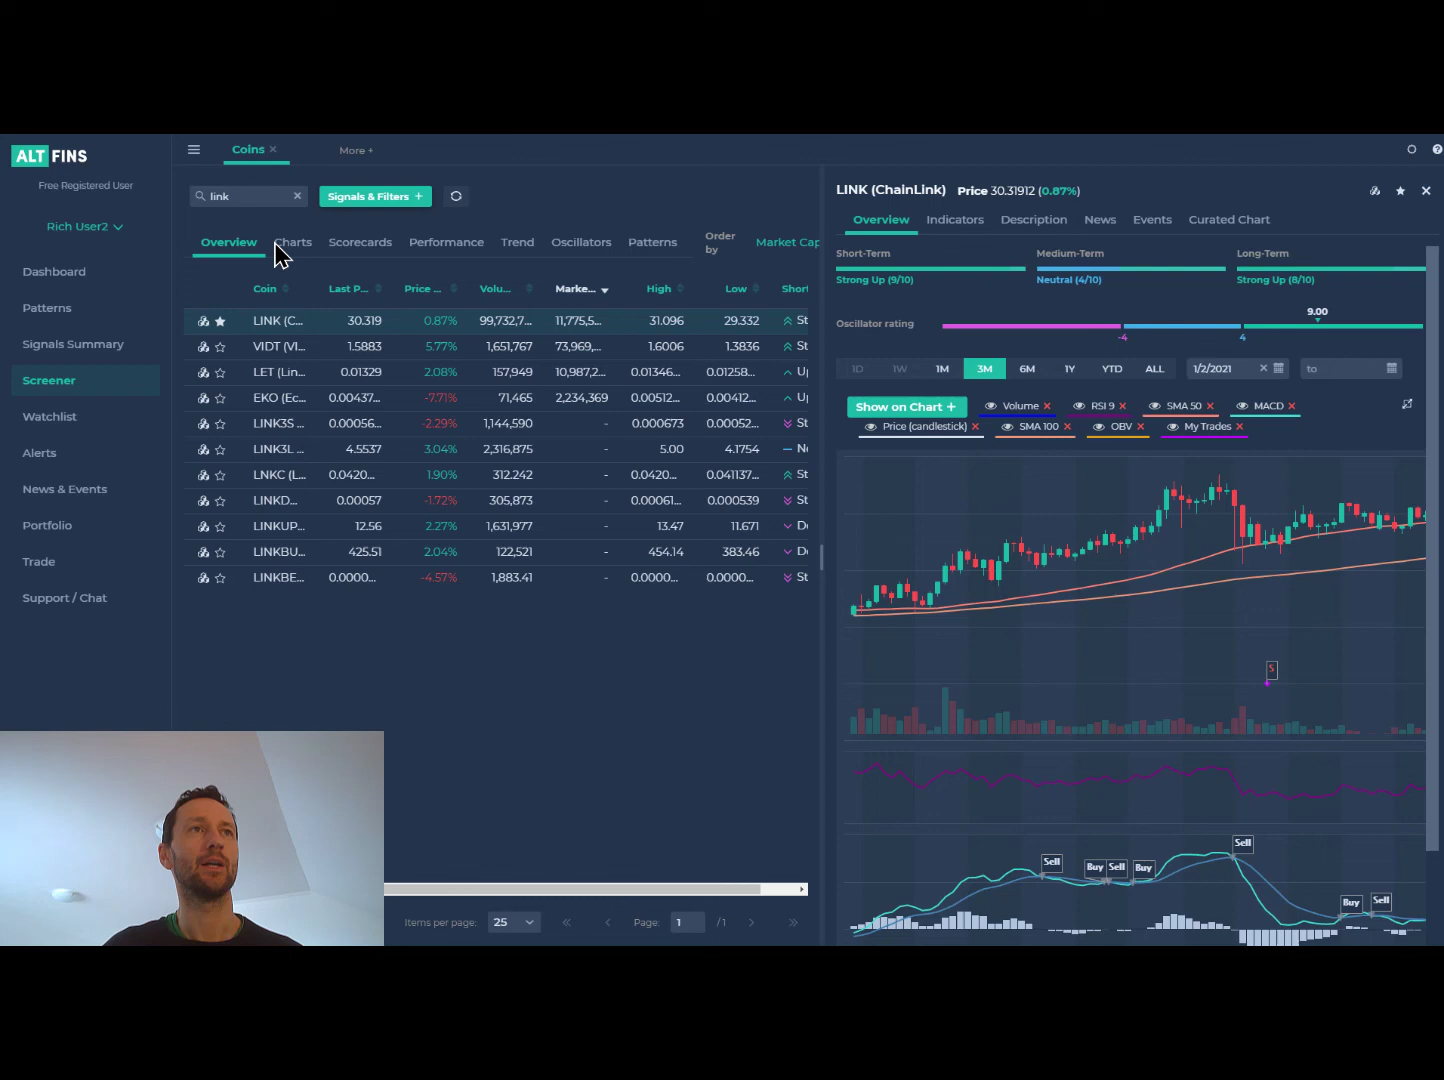 ALT FINS
Free Registered User
Rich User2
Dashboard
Patterns
Signals Summary
Screener
Watchlist
Alerts
News & Events
Portfolio
Trade
Support / Chat
Coins
More +
link
Signals & Filters +
Overview Charts Scorecards Performance Trend Oscillators Patterns Order by Market Cap
Coin Last P... Price ... Volu... Marke... High Low Short
LINK (C... 30.319 0.87% 99,732,7... 11,775,5... 31.096 29.332 St
VIDT (VI... 1.5883 5.77% 1,651,767 73,969,... 1.6006 1.3836 St
LET (Lin... 0.01329 2.08% 157,949 10,987,2... 0.01346... 0.01258... Up
EKO (Ec... 0.00437... -7.71% 71,465 2,234,369 0.00512... 0.00412... Up
LINK3S ... 0.00056... -2.29% 1,144,590 - 0.000673 0.00052... St
LINK3L ... 4.5537 3.04% 2,316,875 - 5.00 4.1754 Ne
LNKC (L... 0.0420... 1.90% 312.242 - 0.0420... 0.041137... St
LINKD... 0.00057 -1.72% 305,873 - 0.00061... 0.000539 St
LINKUP... 12.56 2.27% 1,631,977 - 13.47 11.671 Do
LINKBU... 425.51 2.04% 122,521 - 454.14 383.46 Do
LINKBE... 0.0000... -4.57% 1,883.41 - 0.0000... 0.0000... St
Items per page: 25 Page: 1 /1
LINK (ChainLink) Price 30.31912 (0.87%)
Overview Indicators Description News Events Curated Chart
Short-Term Medium-Term Long-Term
Strong Up (9/10) Neutral (4/10) Strong Up (8/10)
9.00
Oscillator rating
-4 4
1D 1W 1M 3M 6M 1Y YTD ALL 1/2/2021 to
Show on Chart + Volume RSI 9 SMA 50 MACD
Price (candlestick) SMA 100 OBV My Trades
S
Sell
Sell Buy Sell Buy
Buy Sell